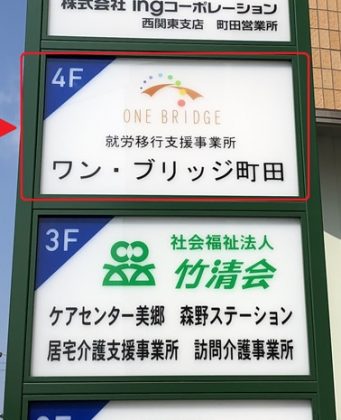 株式会社 ingコーポレーション
西関東支店 町田営業所
4F
ONE BRIDGE
就労移行支援事業所
ワン・ブリッジ町田
3F
社会福祉法人
竹清会
ケアセンター美郷 森野ステーション
居宅介護支援事業所 訪問介護事業所